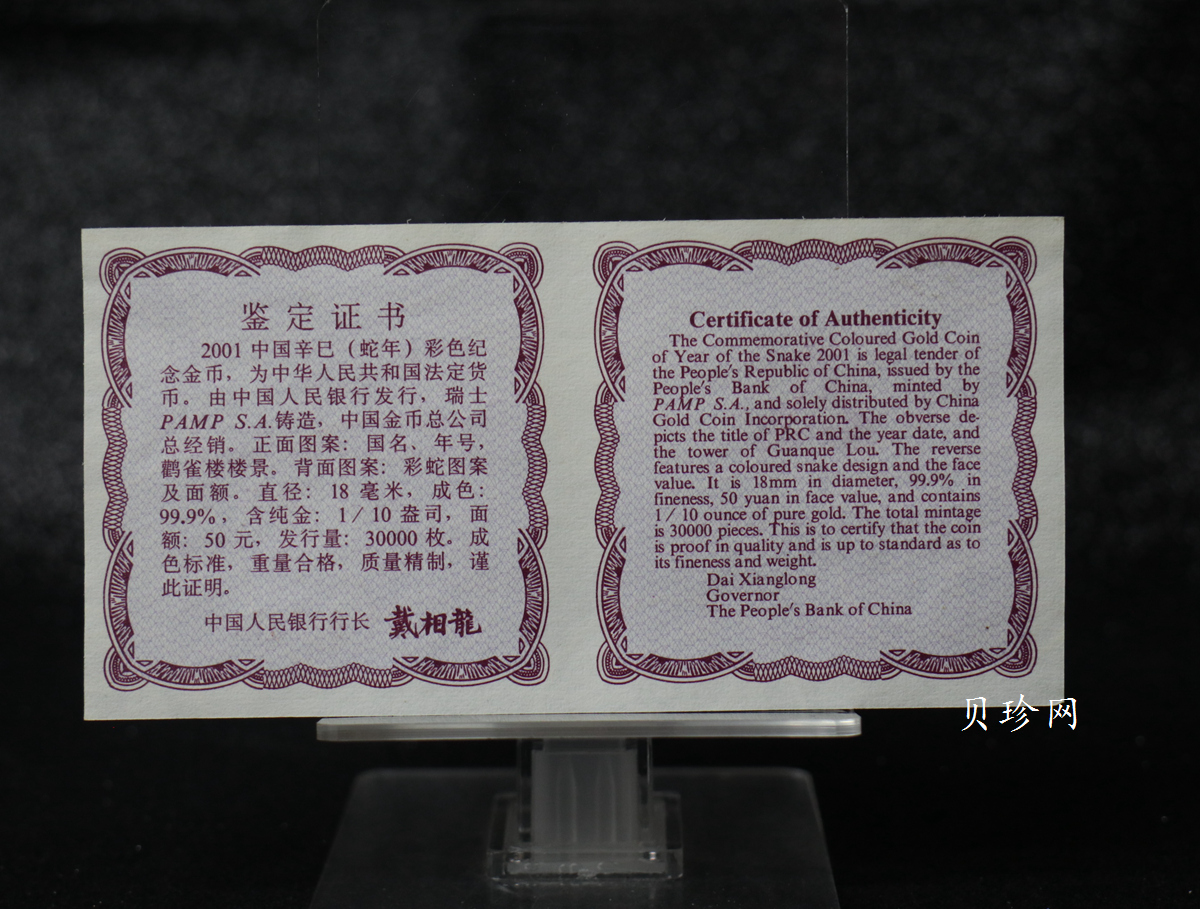 鉴定证书
2001 中国辛巳（蛇年）彩色纪
念金币，为中华人民共和国法定货
币。由中国人民银行发行，瑞士
PAMP S.A.铸造，中国金币总公司
总经销。正面图案：国名、年号，
鹳雀楼楼景。背面图案：彩蛇图案
及面额。直径：18 毫米，成色：
99.9%，含纯金：1/10 盎司，面
额：50 元，发行量：30000 枚。成
色标准，重量合格，质量精制，谨
此证明。
中国人民银行行长 戴相龍
Certificate of Authenticity
The Commemorative Coloured Gold Coin
of Year of the Snake 2001 is legal tender of
the People's Republic of China, issued by the
People's Bank of China, minted by
PAMP S.A., and solely distributed by China
Gold Coin Incorporation. The obverse de-
picts the title of PRC and the year date, and
the tower of Guanque Lou. The reverse
features a coloured snake design and the face
value. It is 18mm in diameter, 99.9% in
fineness, 50 yuan in face value, and contains
1/10 ounce of pure gold. The total mintage
is 30000 pieces. This is to certify that the coin
is proof in quality and is up to standard as to
its fineness and weight.
Dai Xianglong
Governor
The People's Bank of China
贝珍网